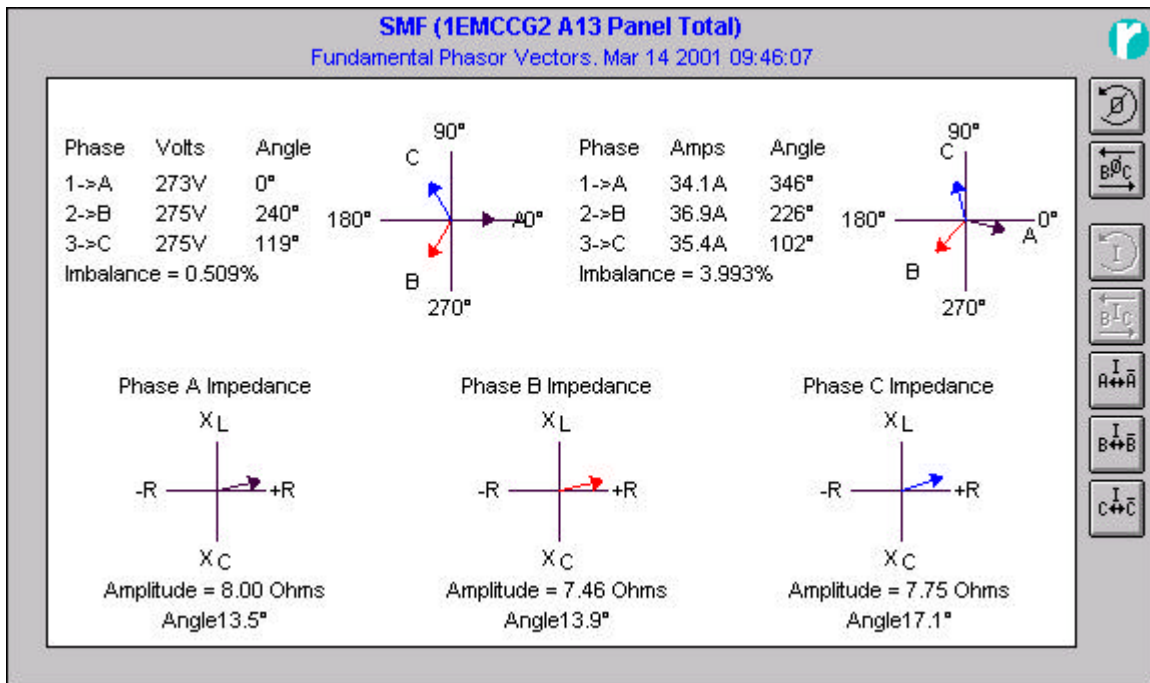 SMF (1EMCCG2 A13 Panel Total)
Fundamental Phasor Vectors. Mar 14 2001 09:46:07
Phase Volts Angle
1->A 273V 0°
2->B 275V 240°
3->C 275V 119°
Imbalance = 0.509%
90°
C
180°
A 0°
B
270°
Phase Amps Angle
1->A 34.1A 346°
2->B 36.9A 226°
3->C 35.4A 102°
Imbalance = 3.993%
90°
C
180°
0°
A
B
270°
Phase A Impedance
XL
-R +R
XC
Amplitude = 8.00 Ohms
Angle13.5°
Phase B Impedance
XL
-R +R
XC
Amplitude = 7.46 Ohms
Angle13.9°
Phase C Impedance
XL
-R +R
XC
Amplitude = 7.75 Ohms
Angle17.1°
r
Ø
BØC
I
BIC
I
A↔Ā
I
B↔B̄
I
C↔C̄